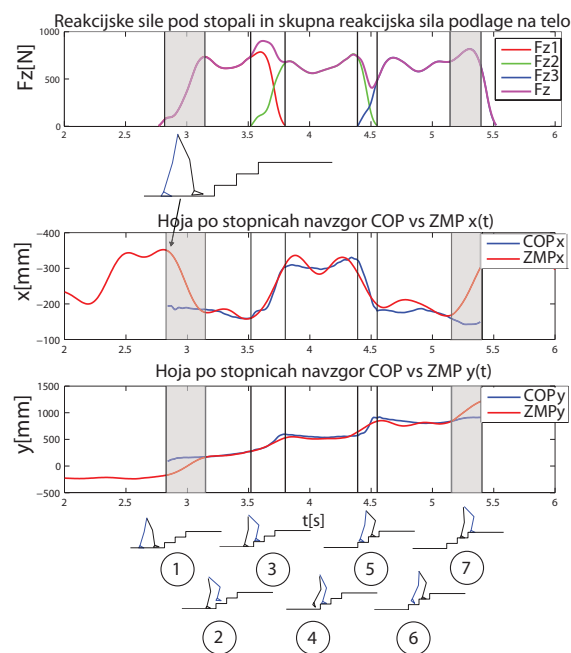 Reakcijske sile pod stopali in skupna reakcijska sila podlage na telo
Fz[N]
1000
500
0
Fz1
Fz2
Fz3
Fz
2 2.5 3 3.5 4 4.5 5 5.5 6
Hoja po stopnicah navzgor COP vs ZMP x(t)
x[mm]
-400
-300
-200
-100
COPx
ZMPx
2 2.5 3 3.5 4 4.5 5 5.5 6
Hoja po stopnicah navzgor COP vs ZMP y(t)
y[mm]
1500
1000
500
0
-500
COPy
ZMPy
2 2.5 3 3.5 4 4.5 5 5.5 6
t[s]
1 3 5 7
2 4 6